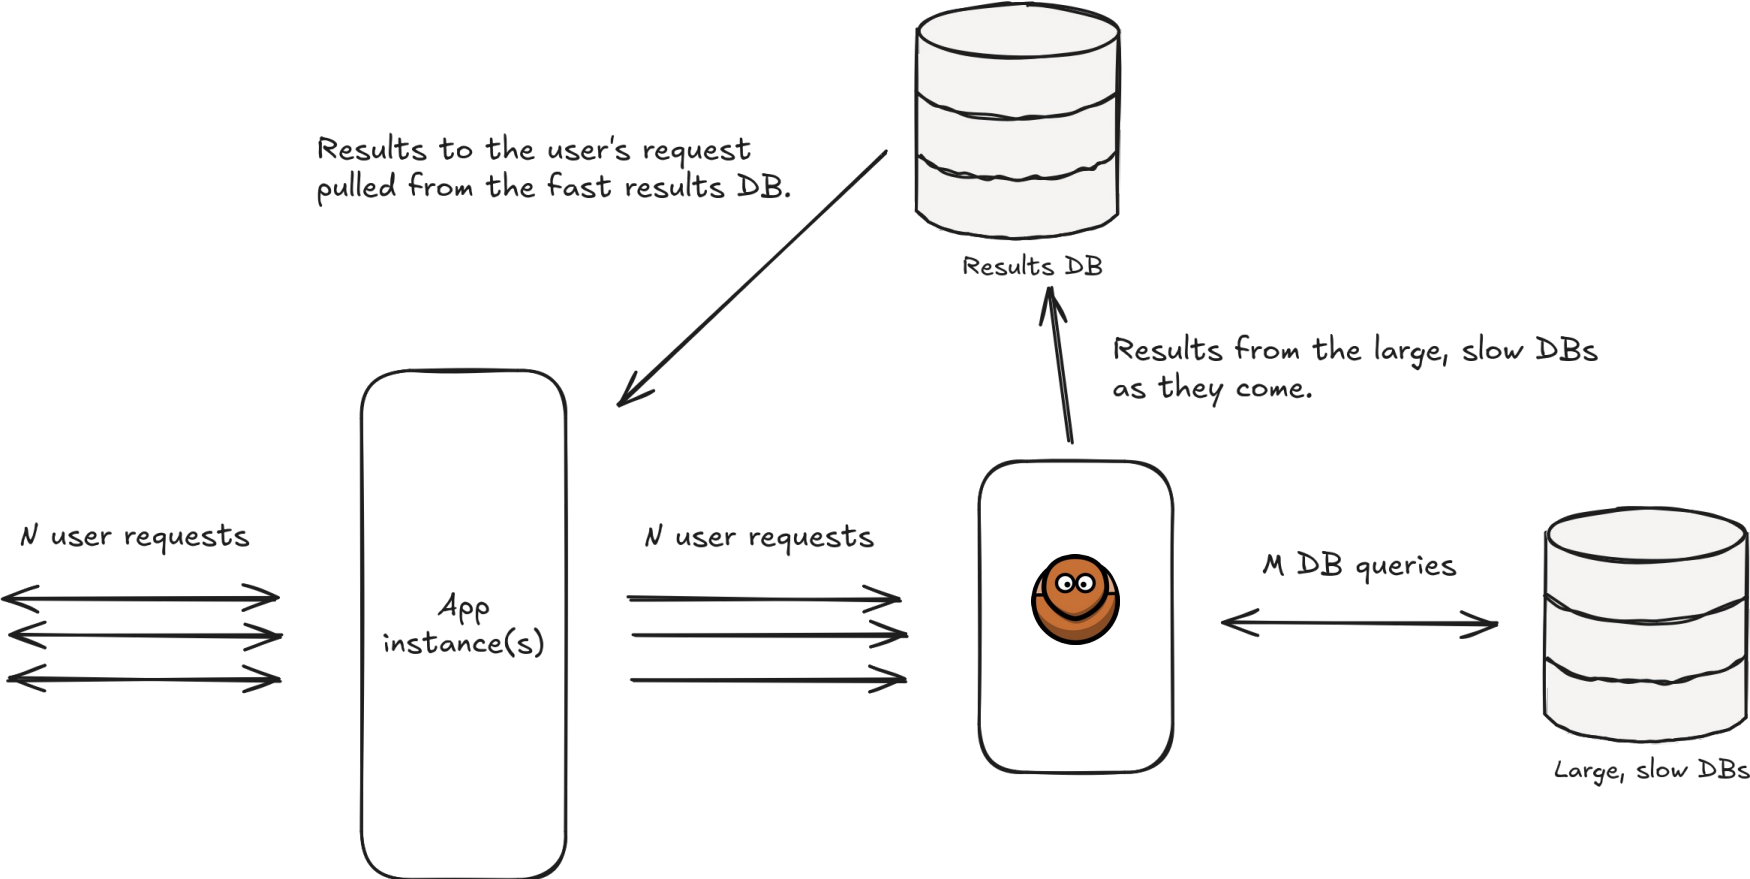 Results to the user's request
pulled from the fast results DB.
Results DB
Results from the large, slow DBs
as they come.
N user requests
App
instance(s)
N user requests
M DB queries
Large, slow DBs